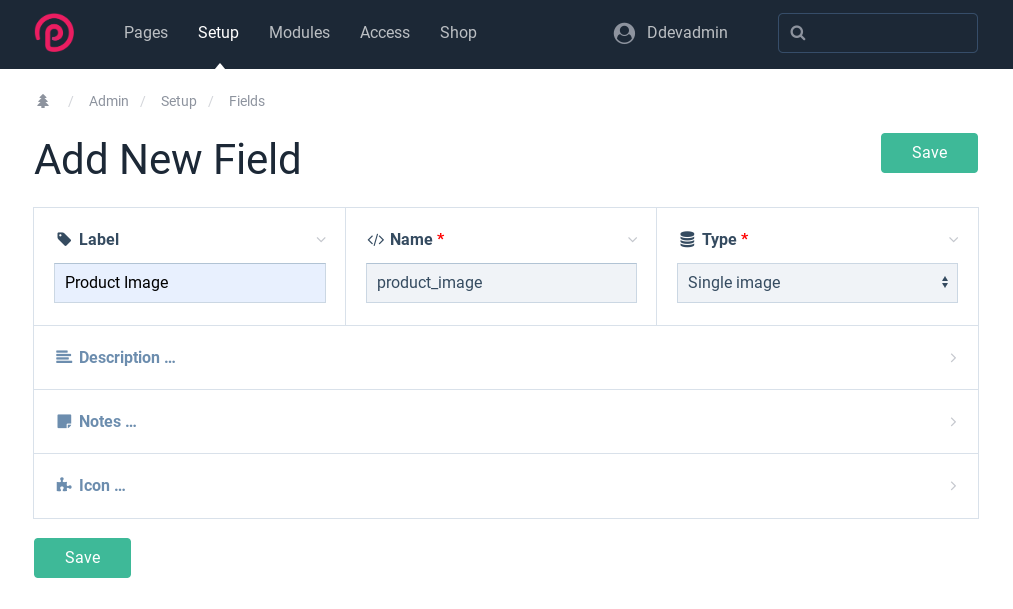 Pages Setup Modules Access Shop Ddevadmin
/ Admin / Setup / Fields
Add New Field
Save
Label Name * Type *
Product Image product_image Single image
Description ...
Notes ...
Icon ...
Save